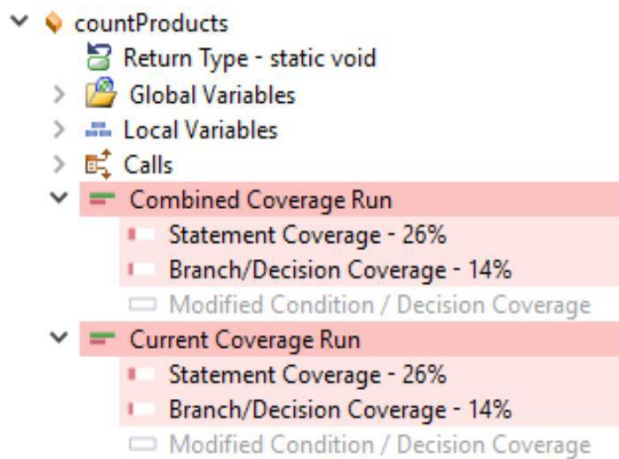 countProducts
Return Type - static void
Global Variables
Local Variables
Calls
Combined Coverage Run
Statement Coverage - 26%
Branch/Decision Coverage - 14%
Modified Condition / Decision Coverage
Current Coverage Run
Statement Coverage - 26%
Branch/Decision Coverage - 14%
Modified Condition / Decision Coverage